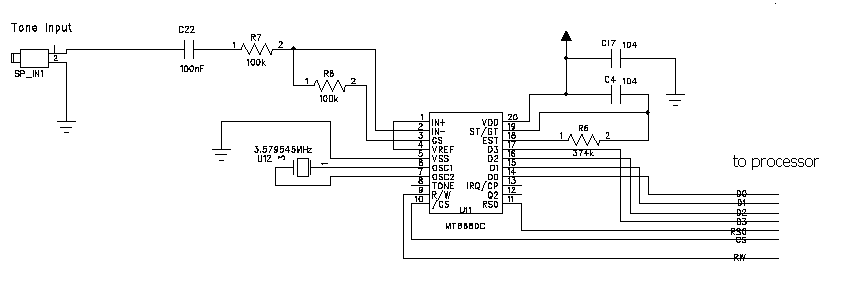 Tone Input
C22
R7
C17 104
1
2
1 2
100nF
100k
SP_IN1
R8
1 2
100k
C4 104
1 IN+ VDD 20
2 IN- ST/GT 19
3 GS EST 18
4 VREF D3 17
5 VSS D2 16
6 OSC1 D1 15
7 OSC2 D0 14
8 TONE IRQ/CP 13
9 R/W Q2 12
10 /CS RS0 11
U11
MT8880C
1 R6 2
374k
3.579545MHz
U12 3
1
to processor
D0
D1
D2
D3
RS0
CS
RW